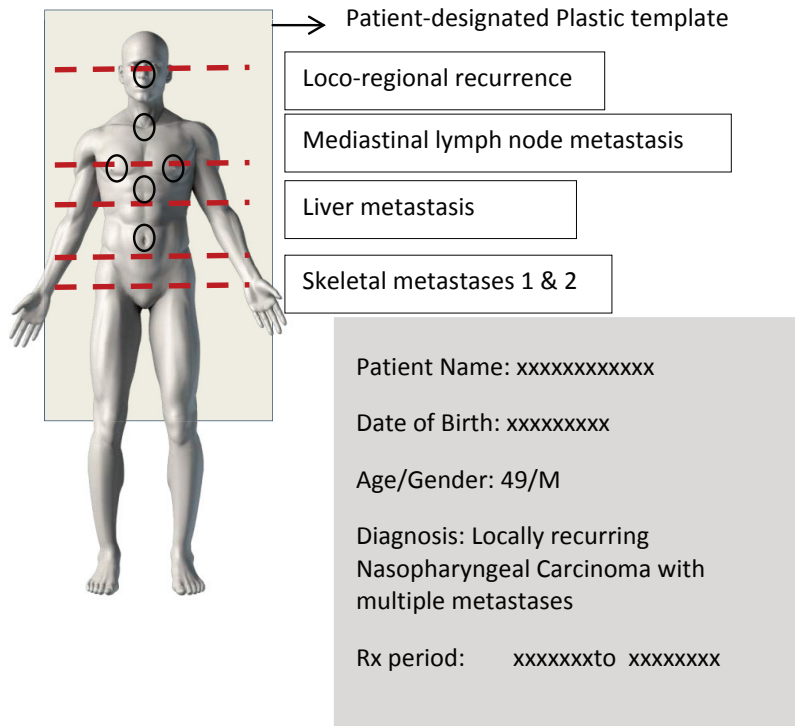 Patient-designated Plastic template
Loco-regional recurrence
Mediastinal lymph node metastasis
Liver metastasis
Skeletal metastases 1 & 2
Patient Name: xxxxxxxxxxxx
Date of Birth: xxxxxxxxx
Age/Gender: 49/M
Diagnosis: Locally recurring
Nasopharyngeal Carcinoma with
multiple metastases
Rx period: xxxxxxxto xxxxxxxx